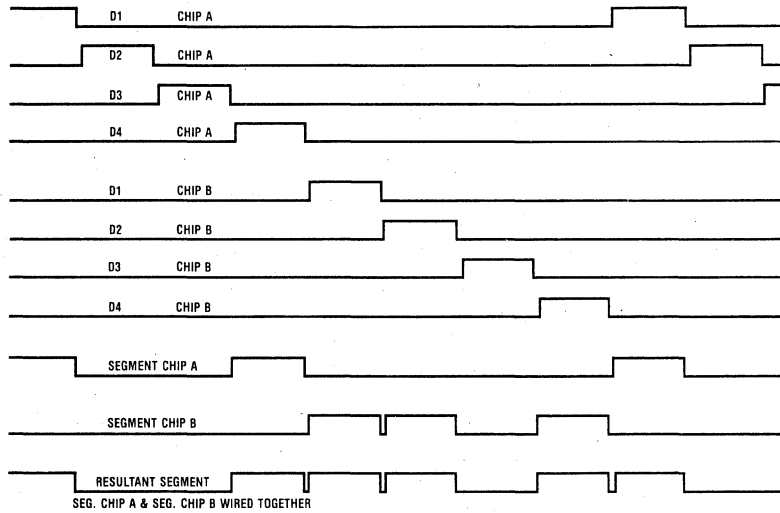 D1 CHIP A
D2 CHIP A
D3 CHIP A
D4 CHIP A
D1 CHIP B
D2 CHIP B
D3 CHIP B
D4 CHIP B
SEGMENT CHIP A
SEGMENT CHIP B
RESULTANT SEGMENT
SEG. CHIP A & SEG. CHIP B WIRED TOGETHER